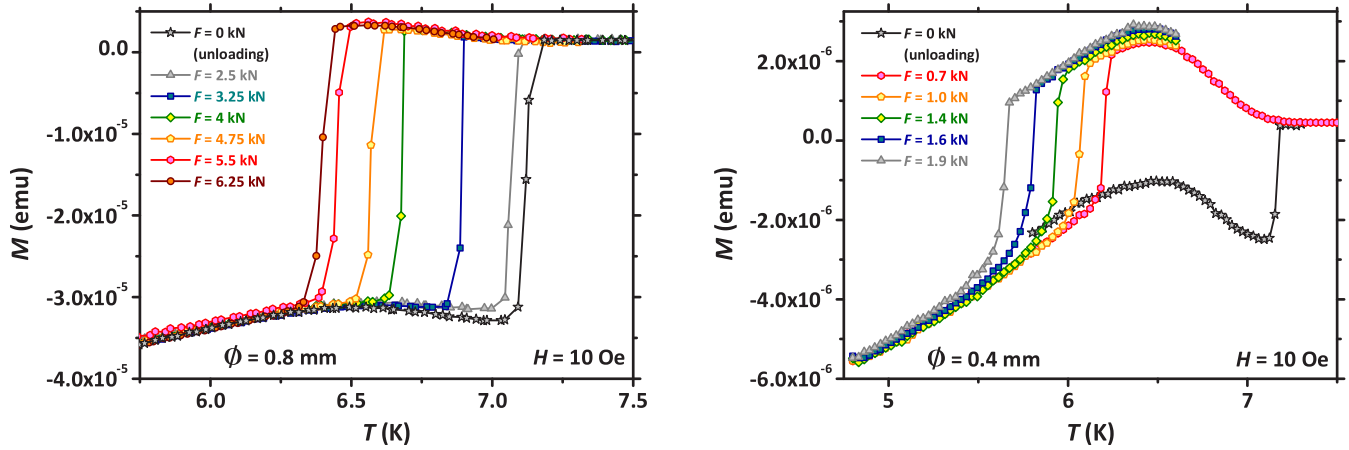 F = 0 kN
(unloading)
F = 2.5 kN
F = 3.25 kN
F = 4 kN
F = 4.75 kN
F = 5.5 kN
F = 6.25 kN
0.0
-1.0x10⁻⁵
-2.0x10⁻⁵
-3.0x10⁻⁵
-4.0x10⁻⁵
M (emu)
ϕ = 0.8 mm
H = 10 Oe
6.0
6.5
7.0
7.5
T (K)
F = 0 kN
(unloading)
F = 0.7 kN
F = 1.0 kN
F = 1.4 kN
F = 1.6 kN
F = 1.9 kN
2.0x10⁻⁶
0.0
-2.0x10⁻⁶
-4.0x10⁻⁶
-6.0x10⁻⁶
M (emu)
ϕ = 0.4 mm
H = 10 Oe
5
6
7
T (K)